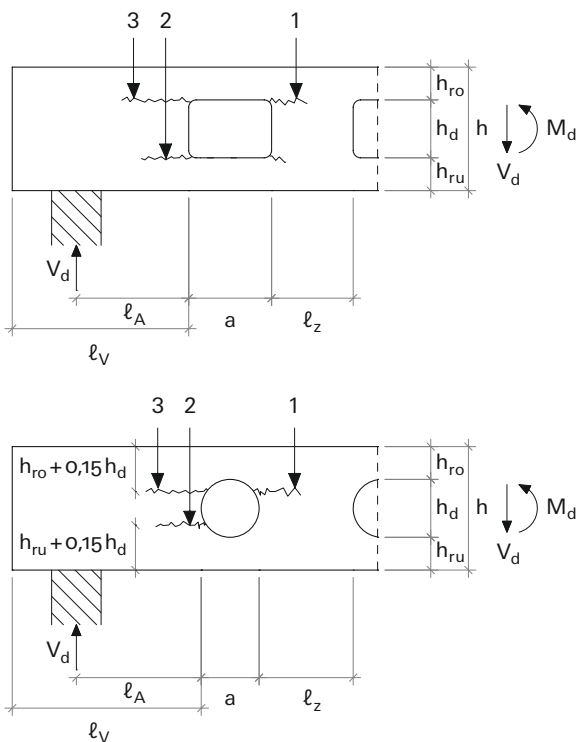 3 2 1
h_ro
h_d h M_d
h_ru V_d
V_d
ℓ_A a ℓ_z
ℓ_V
3 2 1
h_ro + 0,15 h_d h_ro
h_d h M_d
h_ru + 0,15 h_d h_ru V_d
V_d
ℓ_A a ℓ_z
ℓ_V